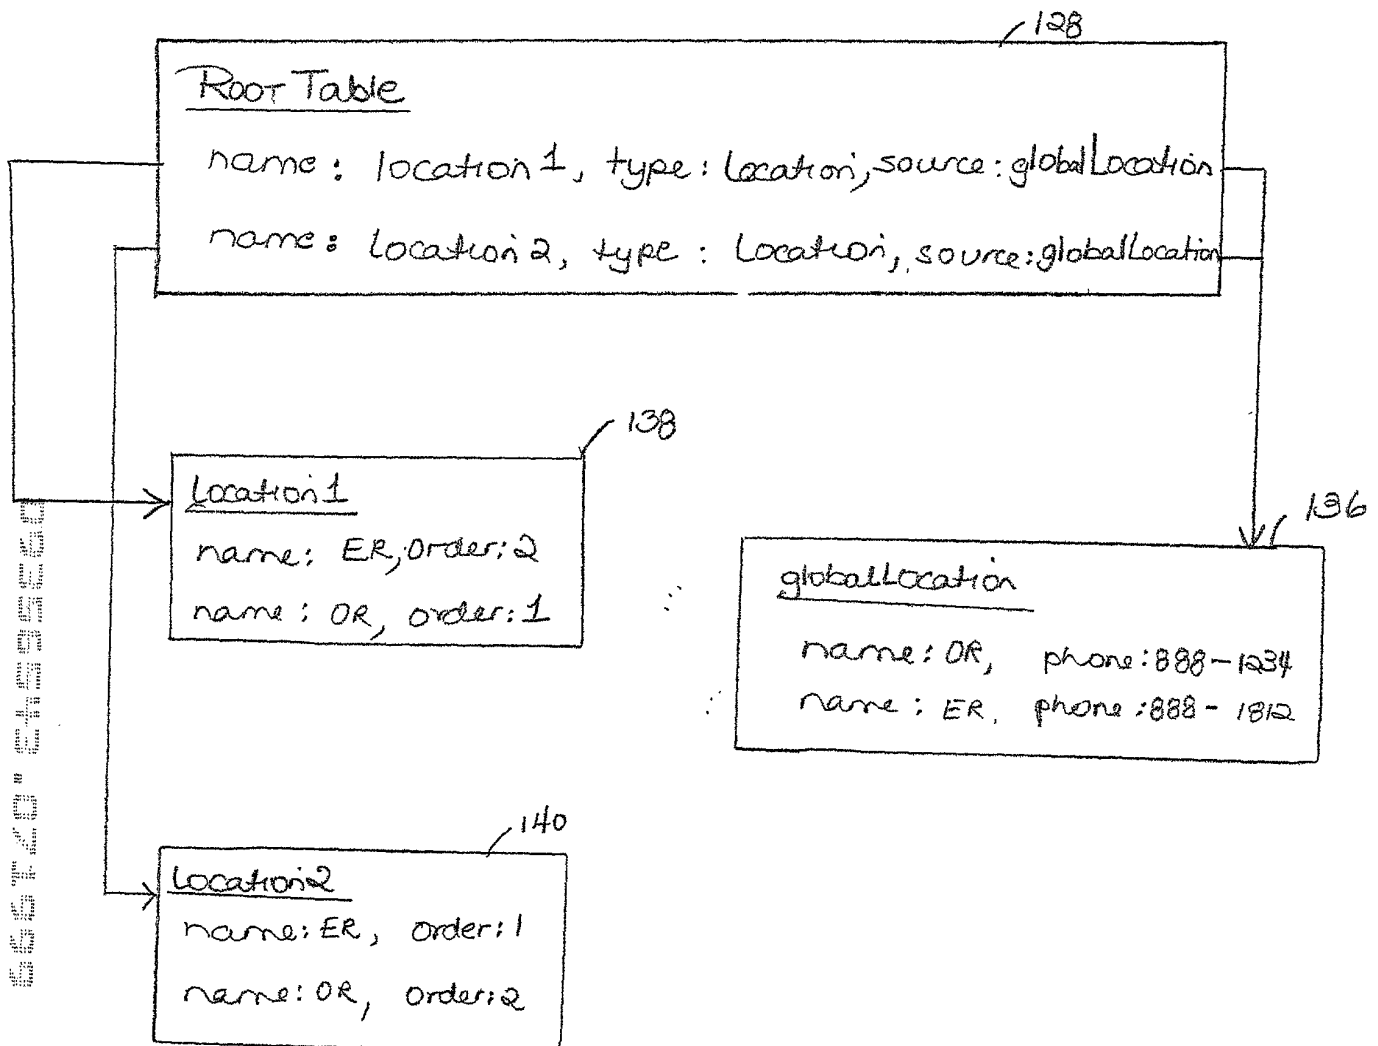 128
Root Table
name: location1, type: Location, source: globalLocation
name: location2, type: Location, source: globalLocation
138
Location1
name: ER, order: 2
name: OR, order: 1
136
globalLocation
name: OR, phone: 888-1234
name: ER, phone: 888-1812
140
Location2
name: ER, order: 1
name: OR, order: 2